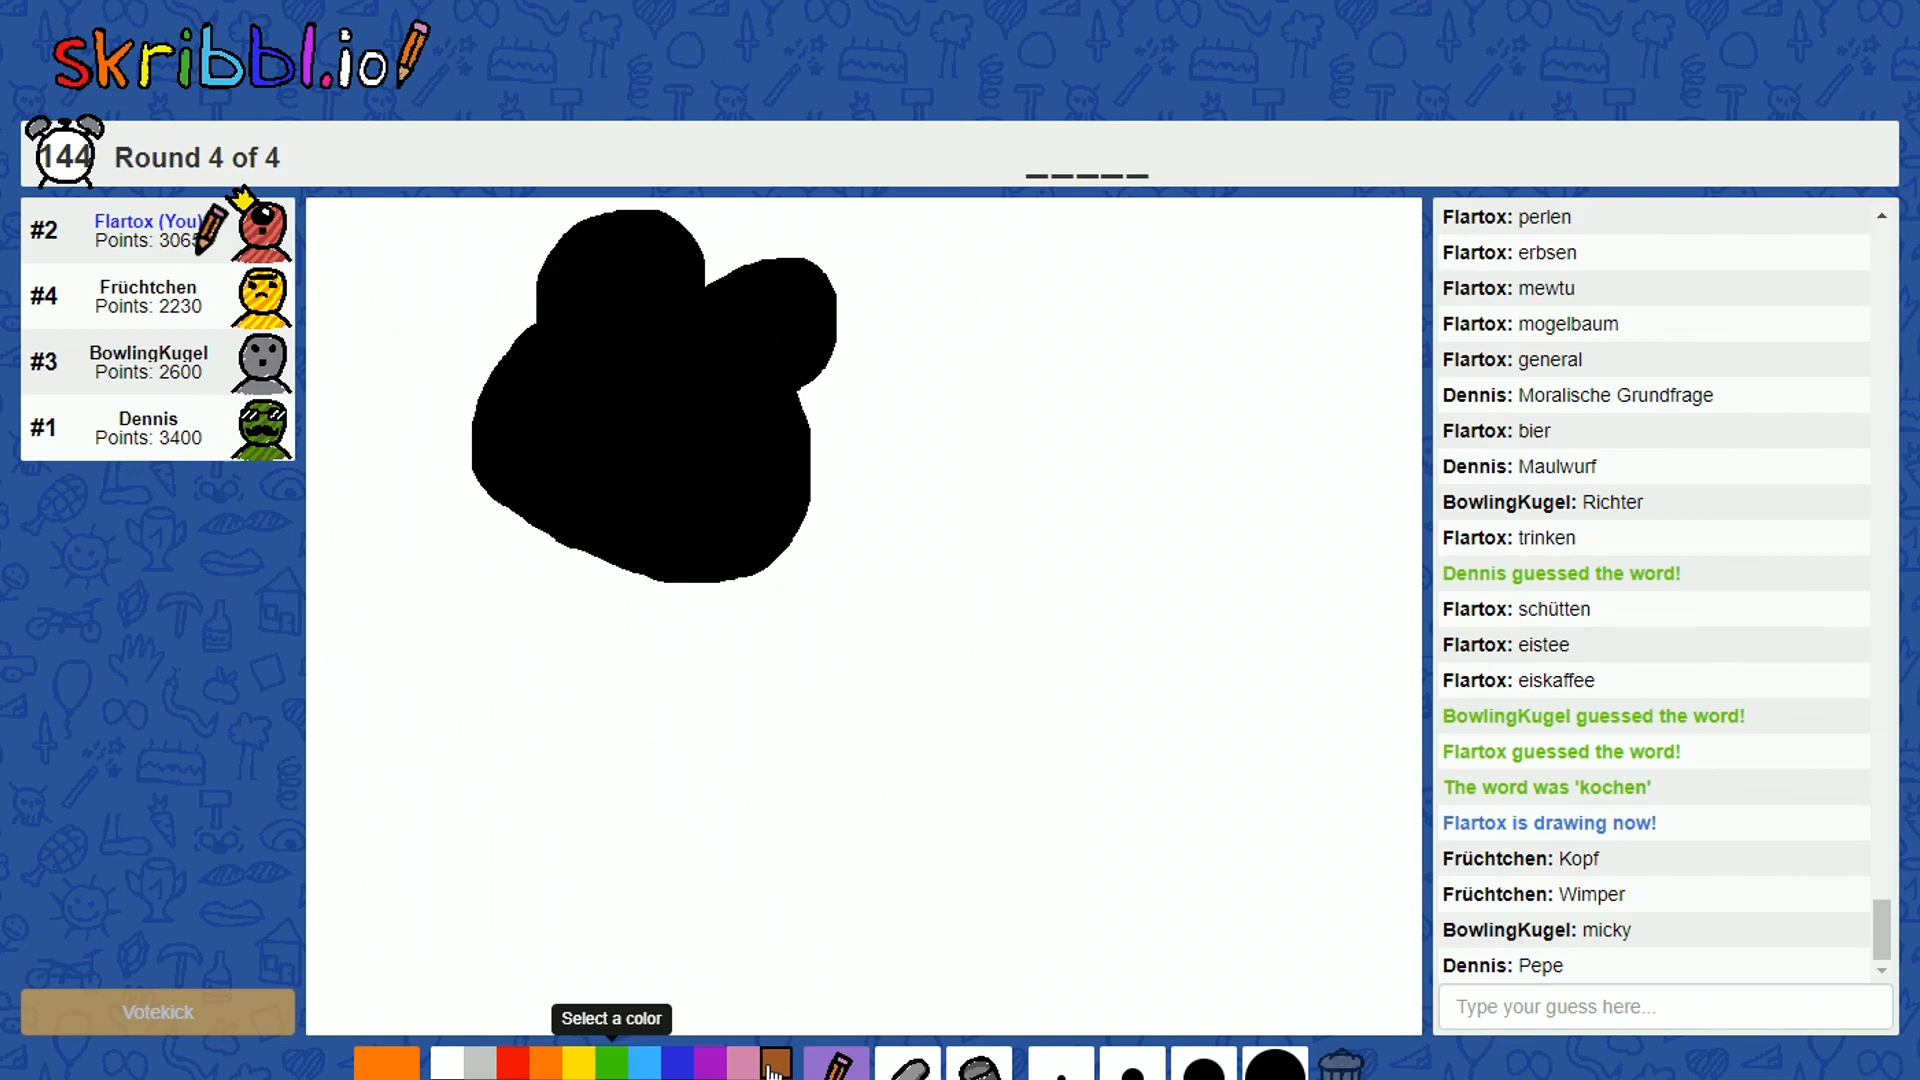 skribbl.io
144
Round 4 of 4
_____
#2
Flartox (You)
Points: 3065
#4
Früchtchen
Points: 2230
#3
BowlingKugel
Points: 2600
#1
Dennis
Points: 3400
Votekick
Select a color
Flartox: perlen
Flartox: erbsen
Flartox: mewtu
Flartox: mogelbaum
Flartox: general
Dennis: Moralische Grundfrage
Flartox: bier
Dennis: Maulwurf
BowlingKugel: Richter
Flartox: trinken
Dennis guessed the word!
Flartox: schütten
Flartox: eistee
Flartox: eiskaffee
BowlingKugel guessed the word!
Flartox guessed the word!
The word was 'kochen'
Flartox is drawing now!
Früchtchen: Kopf
Früchtchen: Wimper
BowlingKugel: micky
Dennis: Pepe
Type your guess here...